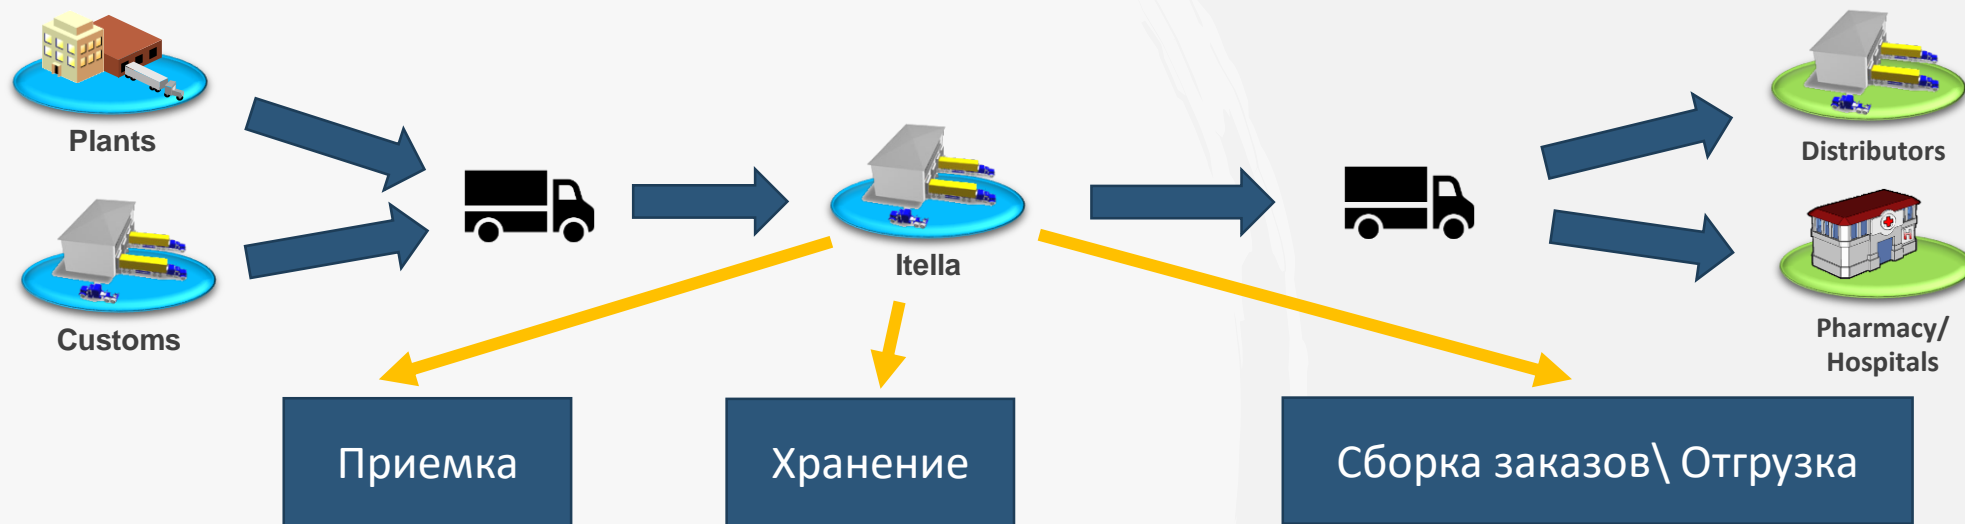 Plants
Customs
Itella
Distributors
Pharmacy/
Hospitals
Приемка
Хранение
Сборка заказов\ Отгрузка